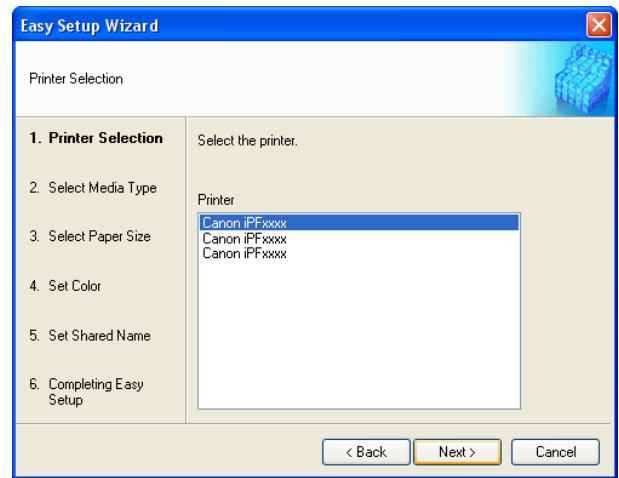 Easy Setup Wizard
Printer Selection
1. Printer Selection
2. Select Media Type
3. Select Paper Size
4. Set Color
5. Set Shared Name
6. Completing Easy
Setup
Select the printer.
Printer
Canon iPFxxxx
Canon iPFxxxx
Canon iPFxxxx
< Back
Next >
Cancel